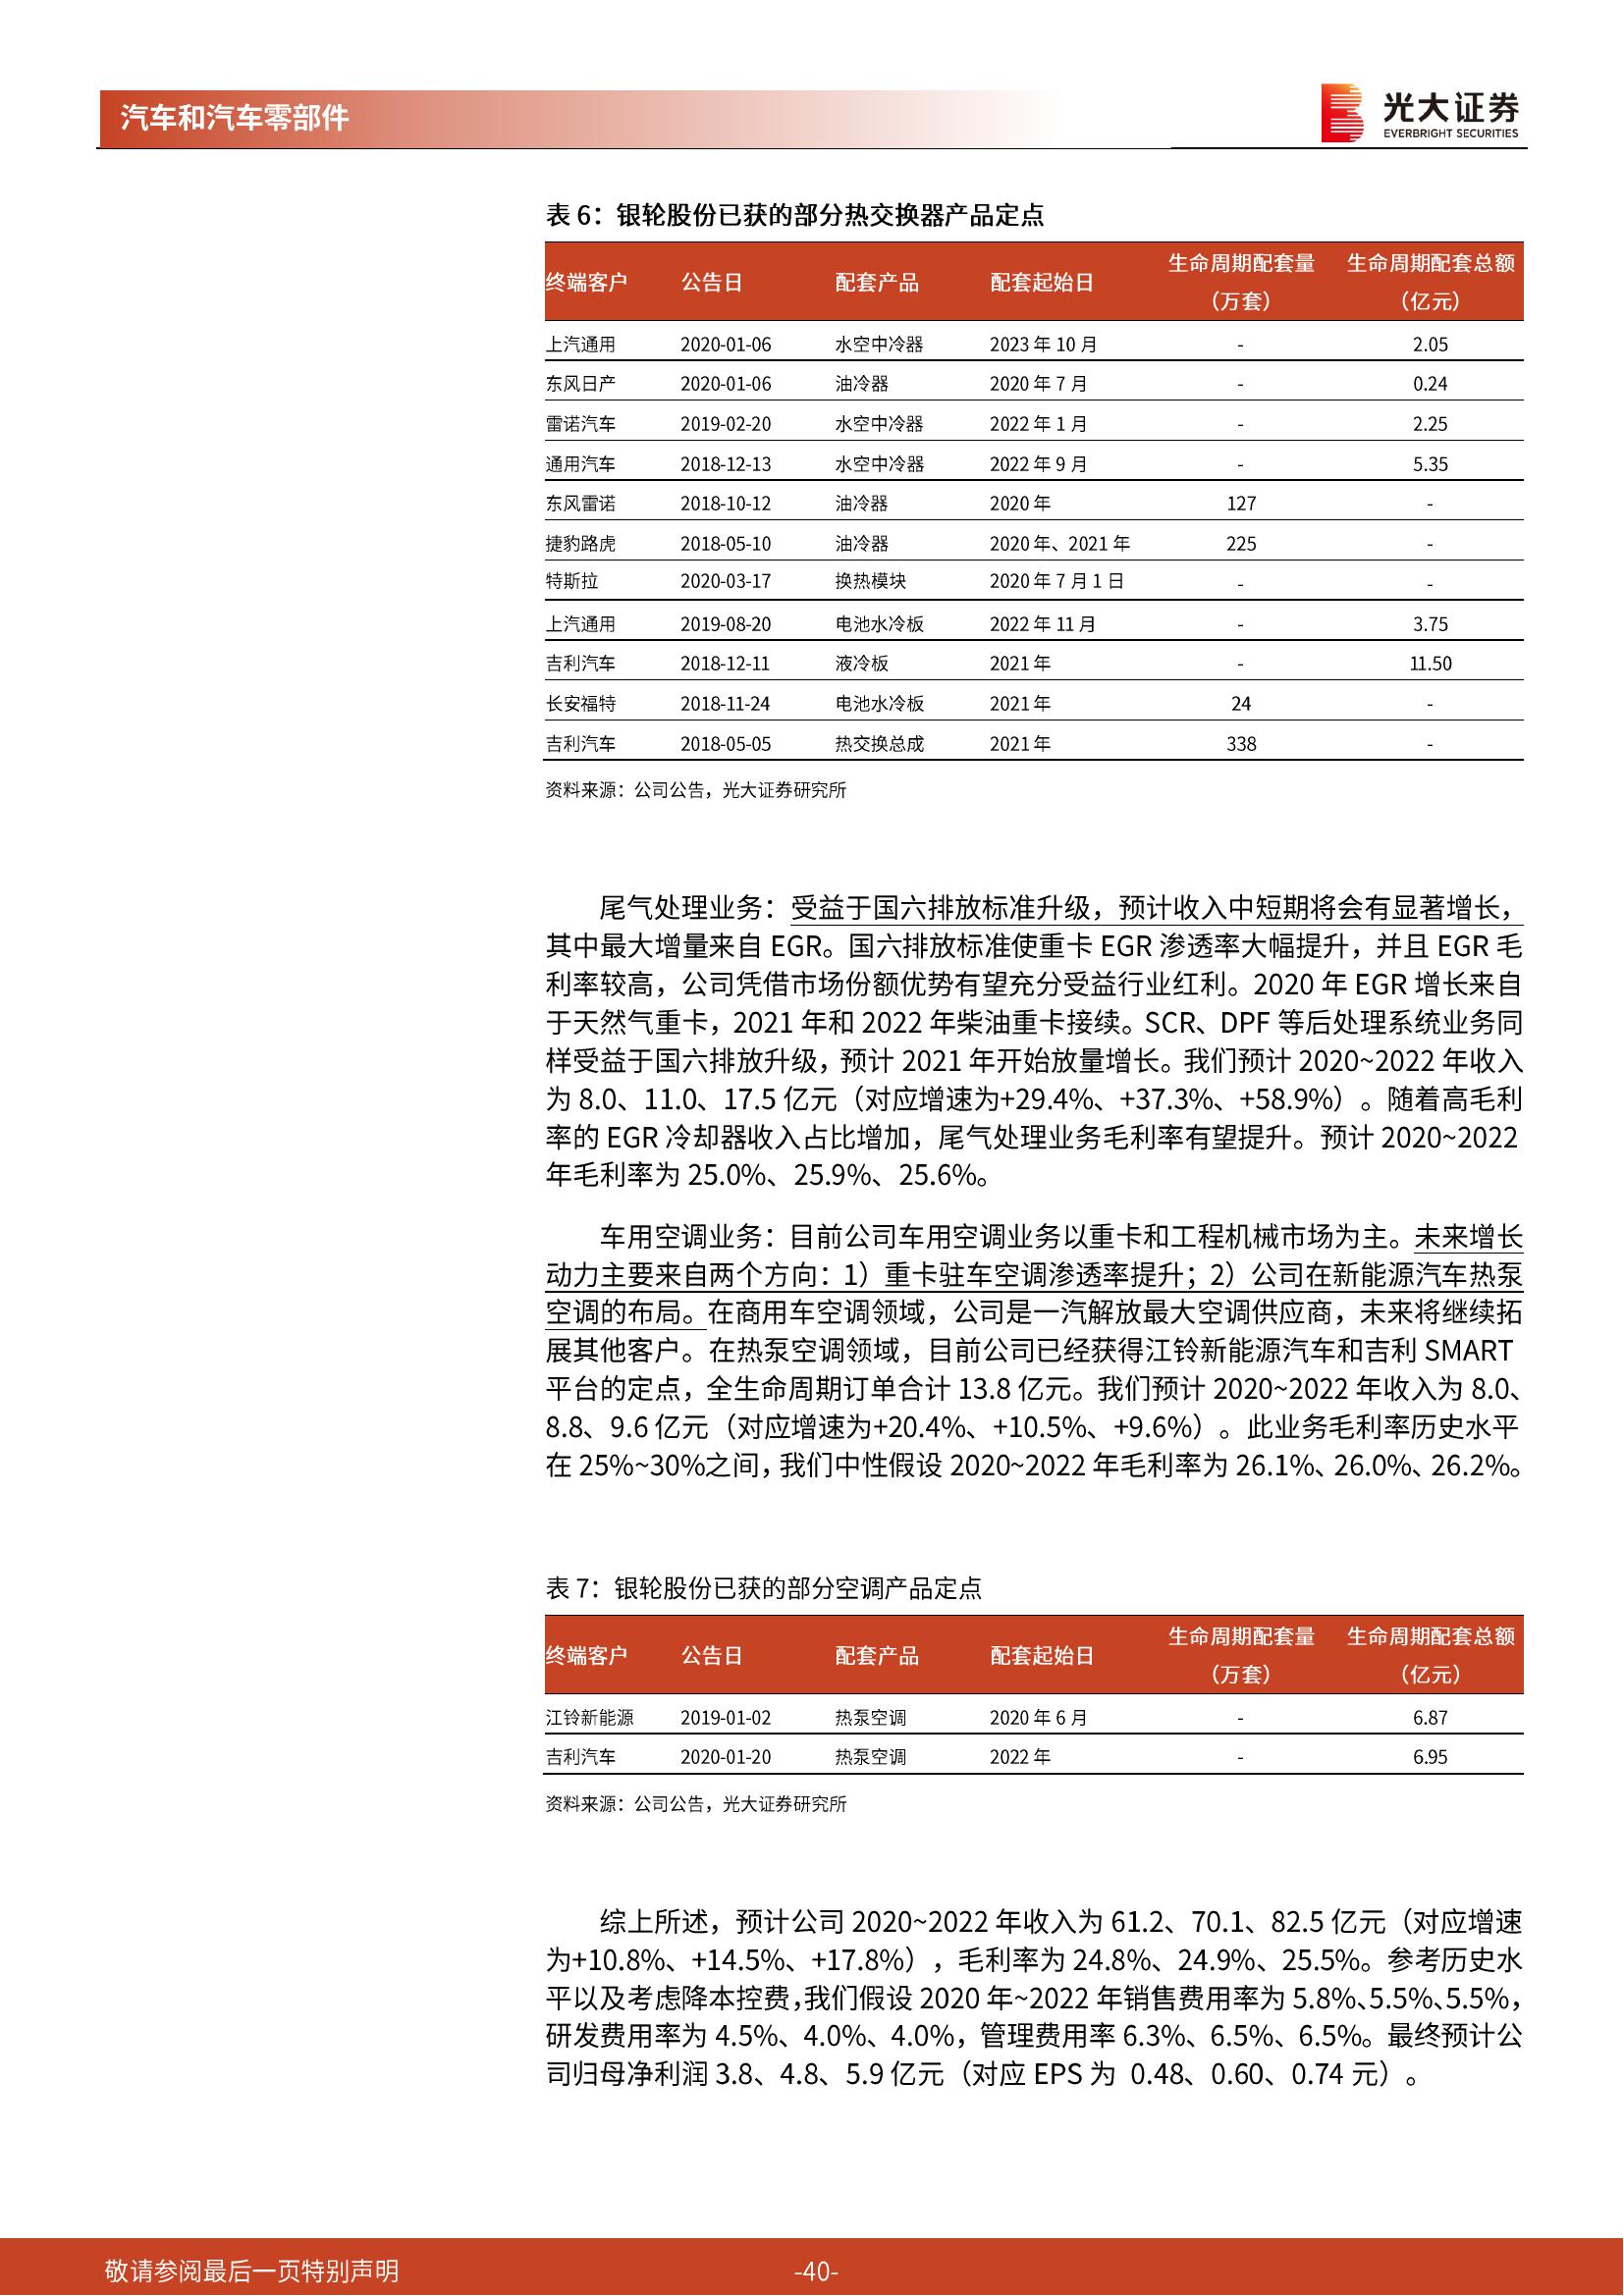 汽车和汽车零部件
光大证券
EVERBRIGHT SECURITIES
表 6：银轮股份已获的部分热交换器产品定点
终端客户 公告日 配套产品 配套起始日 生命周期配套量（万套） 生命周期配套总额（亿元）
上汽通用 2020-01-06 水空中冷器 2023 年 10 月 - 2.05
东风日产 2020-01-06 油冷器 2020 年 7 月 - 0.24
雷诺汽车 2019-02-20 水空中冷器 2022 年 1 月 - 2.25
通用汽车 2018-12-13 水空中冷器 2022 年 9 月 - 5.35
东风雷诺 2018-10-12 油冷器 2020 年 127 -
捷豹路虎 2018-05-10 油冷器 2020 年、2021 年 225 -
特斯拉 2020-03-17 换热模块 2020 年 7 月 1 日 - -
上汽通用 2019-08-20 电池水冷板 2022 年 11 月 - 3.75
吉利汽车 2018-12-11 液冷板 2021 年 - 11.50
长安福特 2018-11-24 电池水冷板 2021 年 24 -
吉利汽车 2018-05-05 热交换总成 2021 年 338 -
资料来源：公司公告，光大证券研究所
尾气处理业务：受益于国六排放标准升级，预计收入中短期将会有显著增长，
其中最大增量来自 EGR。国六排放标准使重卡 EGR 渗透率大幅提升，并且 EGR 毛
利率较高，公司凭借市场份额优势有望充分受益行业红利。2020 年 EGR 增长来自
于天然气重卡，2021 年和 2022 年柴油重卡接续。SCR、DPF 等后处理系统业务同
样受益于国六排放升级，预计 2021 年开始放量增长。我们预计 2020~2022 年收入
为 8.0、11.0、17.5 亿元（对应增速为+29.4%、+37.3%、+58.9%）。随着高毛利
率的 EGR 冷却器收入占比增加，尾气处理业务毛利率有望提升。预计 2020~2022
年毛利率为 25.0%、25.9%、25.6%。
车用空调业务：目前公司车用空调业务以重卡和工程机械市场为主。未来增长
动力主要来自两个方向：1）重卡驻车空调渗透率提升；2）公司在新能源汽车热泵
空调的布局。在商用车空调领域，公司是一汽解放最大空调供应商，未来将继续拓
展其他客户。在热泵空调领域，目前公司已经获得江铃新能源汽车和吉利 SMART
平台的定点，全生命周期订单合计 13.8 亿元。我们预计 2020~2022 年收入为 8.0、
8.8、9.6 亿元（对应增速为+20.4%、+10.5%、+9.6%）。此业务毛利率历史水平
在 25%~30%之间，我们中性假设 2020~2022 年毛利率为 26.1%、26.0%、26.2%。
表 7：银轮股份已获的部分空调产品定点
终端客户 公告日 配套产品 配套起始日 生命周期配套量（万套） 生命周期配套总额（亿元）
江铃新能源 2019-01-02 热泵空调 2020 年 6 月 - 6.87
吉利汽车 2020-01-20 热泵空调 2022 年 - 6.95
资料来源：公司公告，光大证券研究所
综上所述，预计公司 2020~2022 年收入为 61.2、70.1、82.5 亿元（对应增速
为+10.8%、+14.5%、+17.8%），毛利率为 24.8%、24.9%、25.5%。参考历史水
平以及考虑降本控费，我们假设 2020 年~2022 年销售费用率为 5.8%、5.5%、5.5%，
研发费用率为 4.5%、4.0%、4.0%，管理费用率 6.3%、6.5%、6.5%。最终预计公
司归母净利润 3.8、4.8、5.9 亿元（对应 EPS 为 0.48、0.60、0.74 元）。
敬请参阅最后一页特别声明
-40-